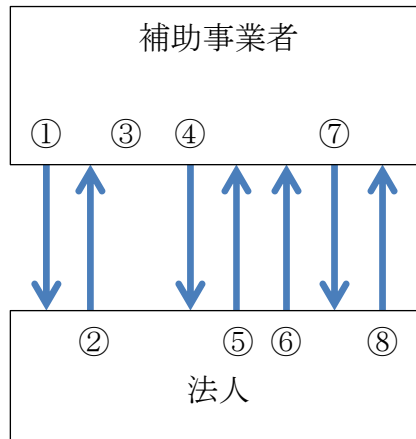 補助事業者
① ③ ④ ⑦
② ⑤ ⑥ ⑧
法人